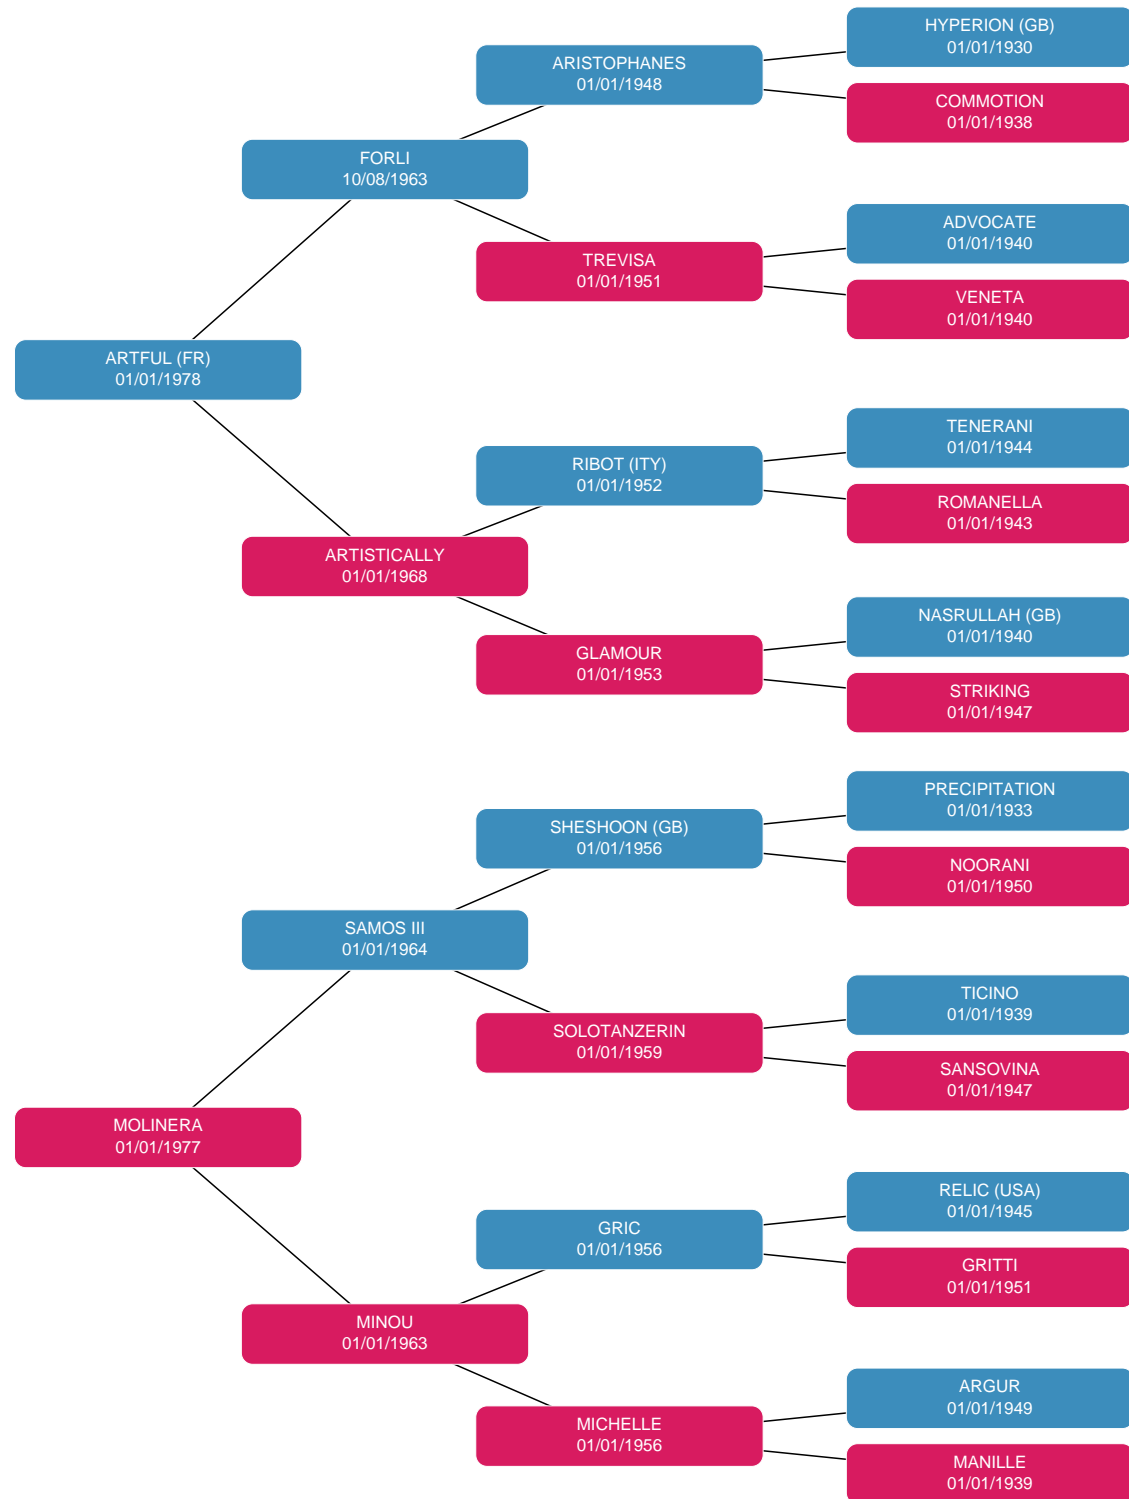 HYPERION (GB)
01/01/1930
ARISTOPHANES
01/01/1948
COMMOTION
01/01/1938
FORLI
10/08/1963
ADVOCATE
01/01/1940
TREVISA
01/01/1951
VENETA
01/01/1940
ARTFUL (FR)
01/01/1978
TENERANI
01/01/1944
RIBOT (ITY)
01/01/1952
ROMANELLA
01/01/1943
ARTISTICALLY
01/01/1968
NASRULLAH (GB)
01/01/1940
GLAMOUR
01/01/1953
STRIKING
01/01/1947
PRECIPITATION
01/01/1933
SHESHOON (GB)
01/01/1956
NOORANI
01/01/1950
SAMOS III
01/01/1964
TICINO
01/01/1939
SOLOTANZERIN
01/01/1959
SANSOVINA
01/01/1947
MOLINERA
01/01/1977
RELIC (USA)
01/01/1945
GRIC
01/01/1956
GRITTI
01/01/1951
MINOU
01/01/1963
ARGUR
01/01/1949
MICHELLE
01/01/1956
MANILLE
01/01/1939